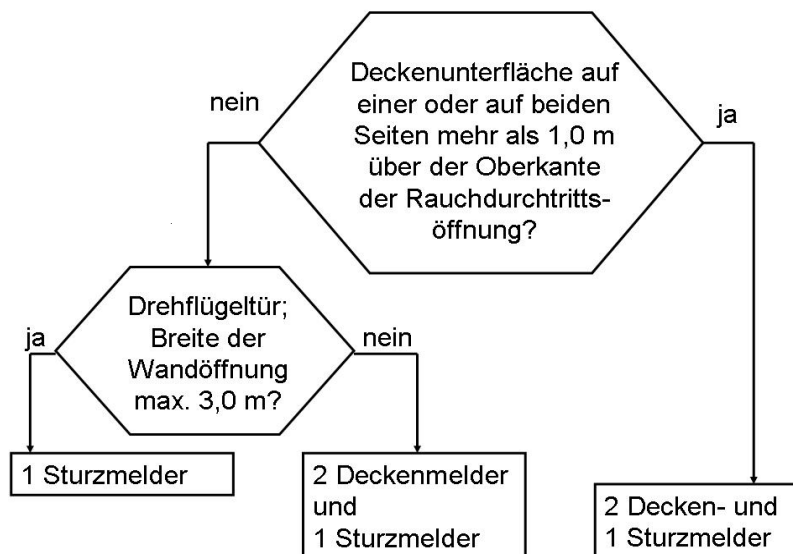 Deckenunterfläche auf
einer oder auf beiden
Seiten mehr als 1,0 m
über der Oberkante
der Rauchdurchtritts-
öffnung?
nein
ja
Drehflügeltür;
Breite der
Wandöffnung
max. 3,0 m?
ja
nein
1 Sturzmelder
2 Deckenmelder
und
1 Sturzmelder
2 Decken- und
1 Sturzmelder